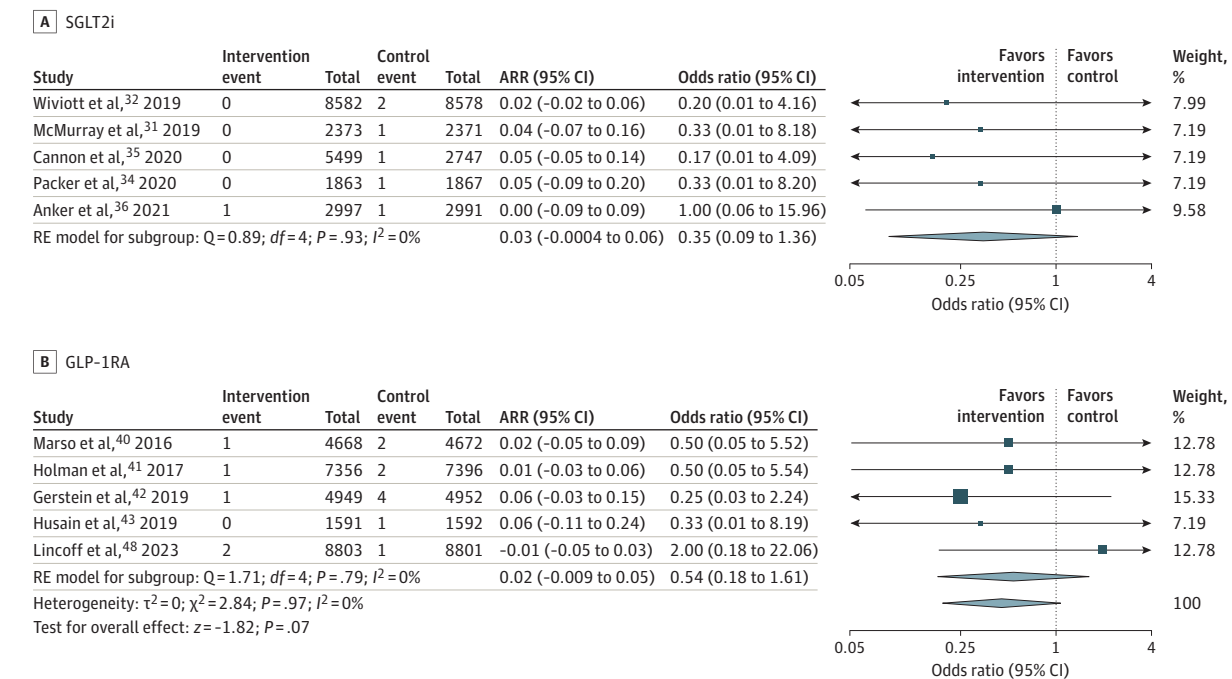 A SGLT2i
Intervention Control Favors Favors Weight,
Study event Total event Total ARR (95% CI) Odds ratio (95% CI) intervention control %
Wiviott et al,³² 2019 0 8582 2 8578 0.02 (-0.02 to 0.06) 0.20 (0.01 to 4.16) 7.99
McMurray et al,³¹ 2019 0 2373 1 2371 0.04 (-0.07 to 0.16) 0.33 (0.01 to 8.18) 7.19
Cannon et al,³⁵ 2020 0 5499 1 2747 0.05 (-0.05 to 0.14) 0.17 (0.01 to 4.09) 7.19
Packer et al,³⁴ 2020 0 1863 1 1867 0.05 (-0.09 to 0.20) 0.33 (0.01 to 8.20) 7.19
Anker et al,³⁶ 2021 1 2997 1 2991 0.00 (-0.09 to 0.09) 1.00 (0.06 to 15.96) 9.58
RE model for subgroup: Q=0.89; df=4; P=.93; I²=0% 0.03 (-0.0004 to 0.06) 0.35 (0.09 to 1.36)
0.05 0.25 1 4
Odds ratio (95% CI)
B GLP-1RA
Intervention Control Favors Favors Weight,
Study event Total event Total ARR (95% CI) Odds ratio (95% CI) intervention control %
Marso et al,⁴⁰ 2016 1 4668 2 4672 0.02 (-0.05 to 0.09) 0.50 (0.05 to 5.52) 12.78
Holman et al,⁴¹ 2017 1 7356 2 7396 0.01 (-0.03 to 0.06) 0.50 (0.05 to 5.54) 12.78
Gerstein et al,⁴² 2019 1 4949 4 4952 0.06 (-0.03 to 0.15) 0.25 (0.03 to 2.24) 15.33
Husain et al,⁴³ 2019 0 1591 1 1592 0.06 (-0.11 to 0.24) 0.33 (0.01 to 8.19) 7.19
Lincoff et al,⁴⁸ 2023 2 8803 1 8801 -0.01 (-0.05 to 0.03) 2.00 (0.18 to 22.06) 12.78
RE model for subgroup: Q=1.71; df=4; P=.79; I²=0% 0.02 (-0.009 to 0.05) 0.54 (0.18 to 1.61)
Heterogeneity: τ²=0; χ²=2.84; P=.97; I²=0% 100
Test for overall effect: z=-1.82; P=.07
0.05 0.25 1 4
Odds ratio (95% CI)